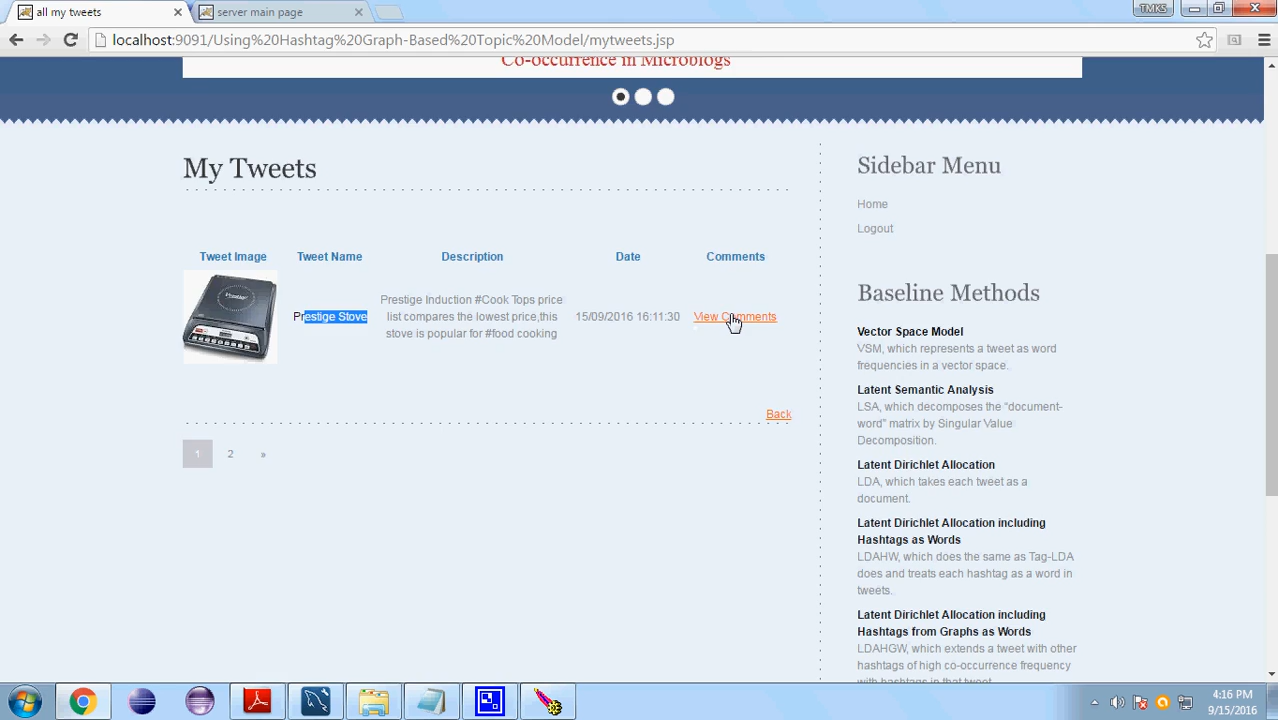 all my tweets
server main page
TMKS
localhost:9091/Using%20Hashtag%20Graph-Based%20Topic%20Model/mytweets.jsp
Co-occurrence in Microblogs
My Tweets
Tweet Image Tweet Name Description Date Comments
Prestige Stove
Prestige Induction #Cook Tops price
list compares the lowest price,this
stove is popular for #food cooking
15/09/2016 16:11:30
View Comments
Back
1 2 »
Sidebar Menu
Home
Logout
Baseline Methods
Vector Space Model
VSM, which represents a tweet as word
frequencies in a vector space.
Latent Semantic Analysis
LSA, which decomposes the “document-
word” matrix by Singular Value
Decomposition.
Latent Dirichlet Allocation
LDA, which takes each tweet as a
document.
Latent Dirichlet Allocation including
Hashtags as Words
LDAHW, which does the same as Tag-LDA
does and treats each hashtag as a word in
tweets.
Latent Dirichlet Allocation including
Hashtags from Graphs as Words
LDAHGW, which extends a tweet with other
hashtags of high co-occurrence frequency
with hashtags in that tweet
4:16 PM
9/15/2016